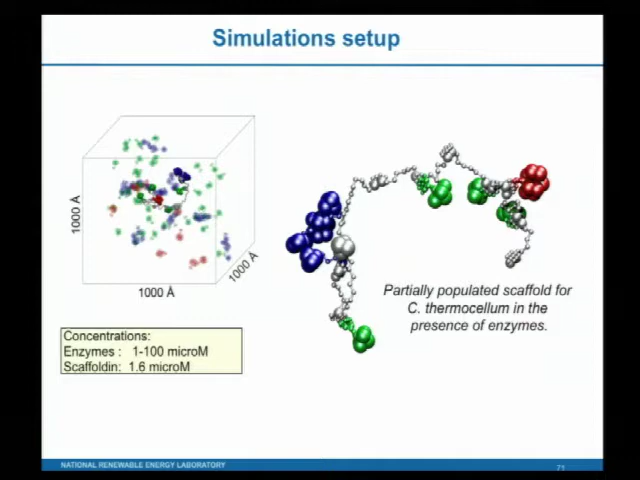 Simulations setup
1000 Å
1000 Å
1000 Å
Partially populated scaffold for
C. thermocellum in the
presence of enzymes.
Concentrations:
Enzymes : 1-100 microM
Scaffoldin: 1.6 microM
NATIONAL RENEWABLE ENERGY LABORATORY
71